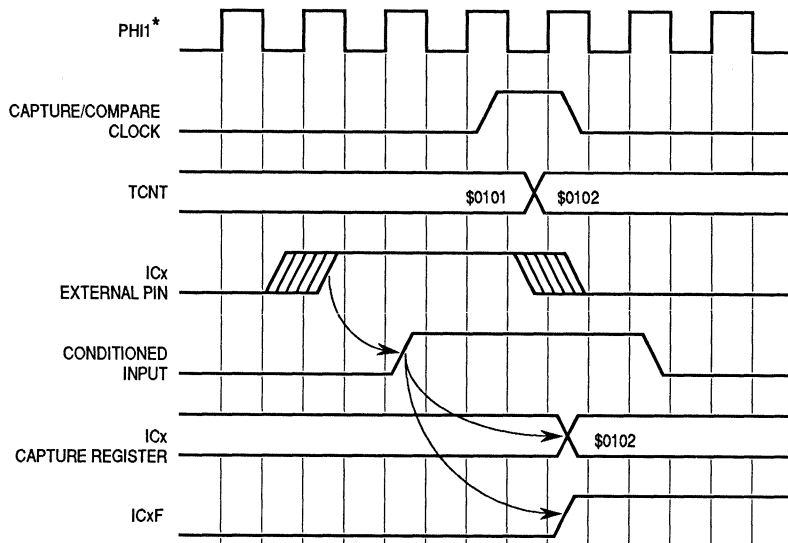 PHI1*
CAPTURE/COMPARE
CLOCK
TCNT
$0101
$0102
ICx
EXTERNAL PIN
CONDITIONED
INPUT
ICx
CAPTURE REGISTER
$0102
ICxF